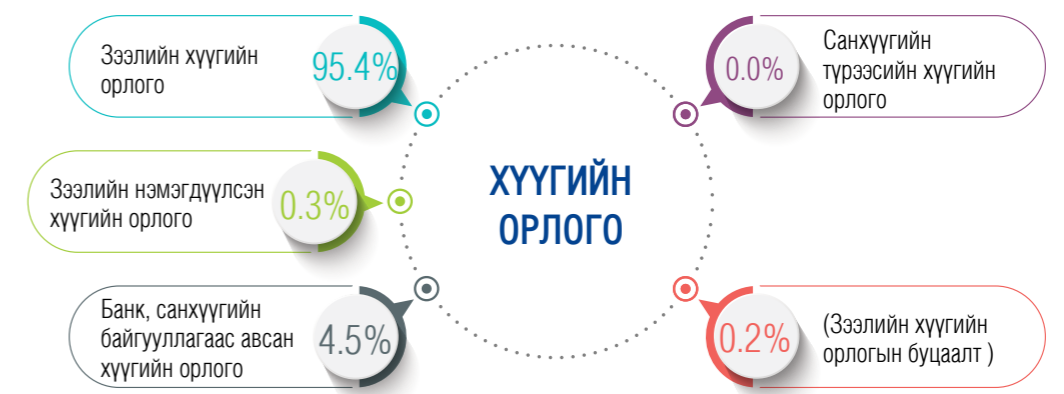 Зээлийн хүүгийн
орлого
95.4%
Зээлийн нэмэгдүүлсэн
хүүгийн орлого
0.3%
Банк, санхүүгийн
байгууллагаас авсан
хүүгийн орлого
4.5%
ХҮҮГИЙН
ОРЛОГО
0.0%
Санхүүгийн
түрээсийн хүүгийн
орлого
0.2%
(Зээлийн хүүгийн
орлогын буцаалт )